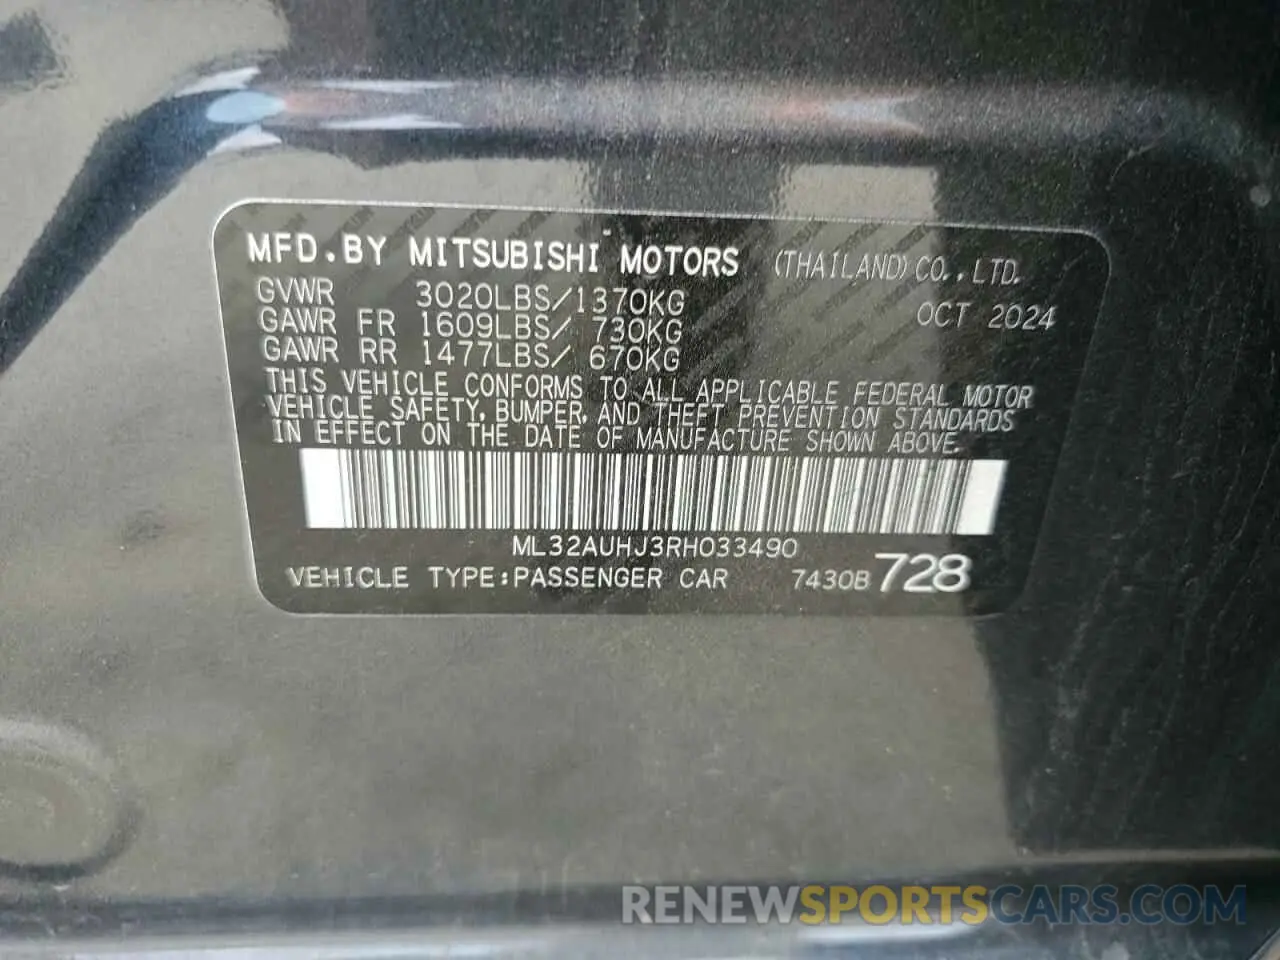 MFD.BY MITSUBISHI MOTORS (THAILAND) CO.,LTD.
GVWR 3020LBS/1370KG OCT 2024
GAWR FR 1609LBS/ 730KG
GAWR RR 1477LBS/ 670KG
THIS VEHICLE CONFORMS TO ALL APPLICABLE FEDERAL MOTOR
VEHICLE SAFETY, BUMPER, AND THEFT PREVENTION STANDARDS
IN EFFECT ON THE DATE OF MANUFACTURE SHOWN ABOVE.
ML32AUHJ3RH033490
VEHICLE TYPE:PASSENGER CAR 7430B 728
RENEWSPORTSCARS.COM